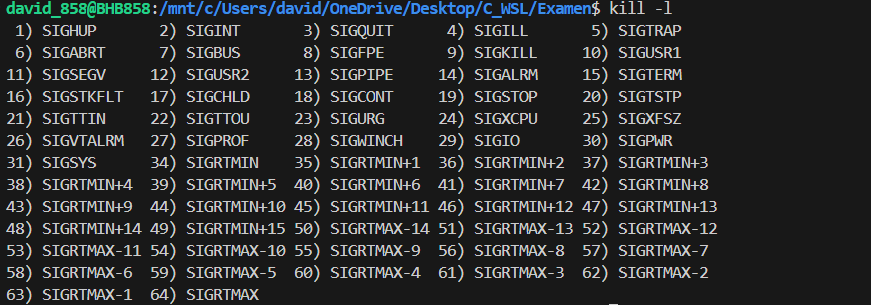 david_858@BHB858:/mnt/c/Users/david/OneDrive/Desktop/C_WSL/Examen$ kill -l
 1) SIGHUP       2) SIGINT       3) SIGQUIT      4) SIGILL       5) SIGTRAP
 6) SIGABRT      7) SIGBUS       8) SIGFPE       9) SIGKILL     10) SIGUSR1
11) SIGSEGV     12) SIGUSR2     13) SIGPIPE     14) SIGALRM     15) SIGTERM
16) SIGSTKFLT   17) SIGCHLD     18) SIGCONT     19) SIGSTOP     20) SIGTSTP
21) SIGTTIN     22) SIGTTOU     23) SIGURG      24) SIGXCPU     25) SIGXFSZ
26) SIGVTALRM   27) SIGPROF     28) SIGWINCH    29) SIGIO       30) SIGPWR
31) SIGSYS      34) SIGRTMIN    35) SIGRTMIN+1  36) SIGRTMIN+2  37) SIGRTMIN+3
38) SIGRTMIN+4  39) SIGRTMIN+5  40) SIGRTMIN+6  41) SIGRTMIN+7  42) SIGRTMIN+8
43) SIGRTMIN+9  44) SIGRTMIN+10 45) SIGRTMIN+11 46) SIGRTMIN+12 47) SIGRTMIN+13
48) SIGRTMIN+14 49) SIGRTMIN+15 50) SIGRTMAX-14 51) SIGRTMAX-13 52) SIGRTMAX-12
53) SIGRTMAX-11 54) SIGRTMAX-10 55) SIGRTMAX-9  56) SIGRTMAX-8  57) SIGRTMAX-7
58) SIGRTMAX-6  59) SIGRTMAX-5  60) SIGRTMAX-4  61) SIGRTMAX-3  62) SIGRTMAX-2
63) SIGRTMAX-1  64) SIGRTMAX